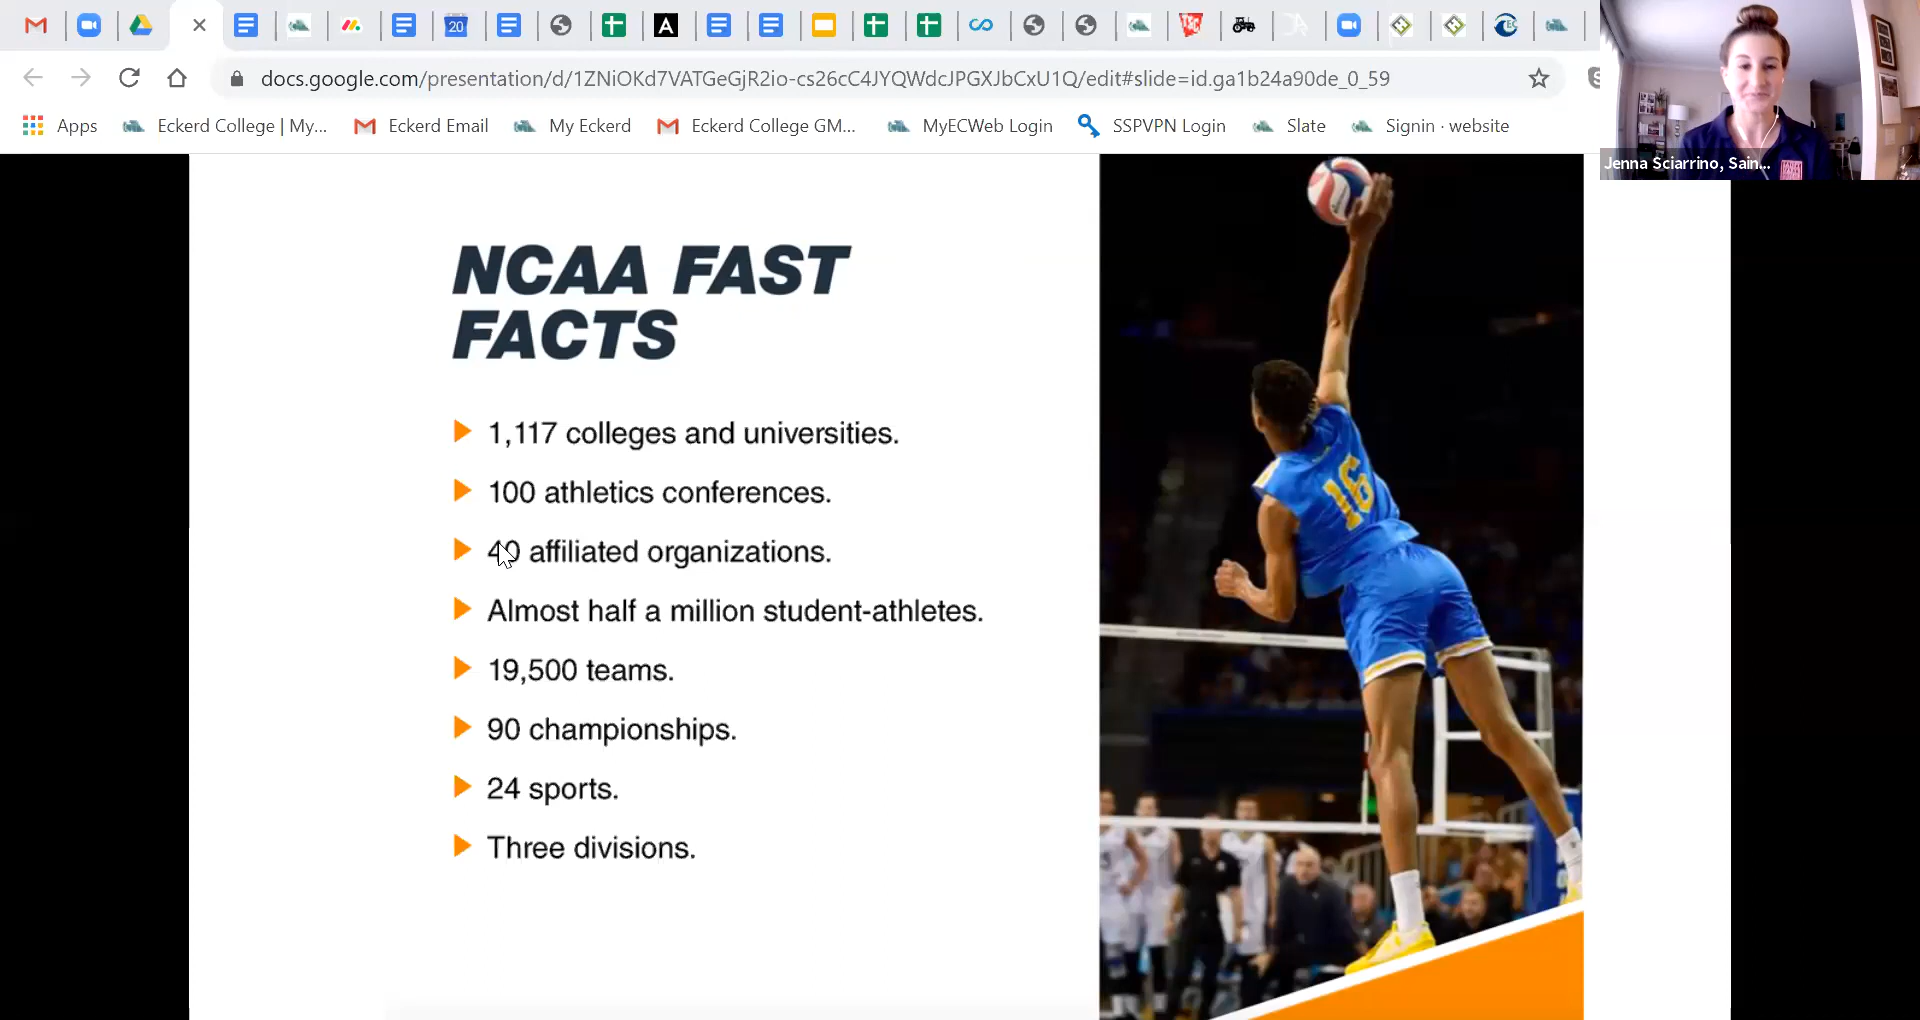 20
A
docs.google.com/presentation/d/1ZNiOKd7VATGeGjR2io-cs26cC4JYQWdcJPGXJbCxU1Q/edit#slide=id.ga1b24a90de_0_59
Apps Eckerd College | My... Eckerd Email My Eckerd Eckerd College GM... MyECWeb Login SSPVPN Login Slate Signin · website
Jenna Sciarrino, Sain...
NCAA FAST
FACTS
1,117 colleges and universities.
100 athletics conferences.
40 affiliated organizations.
Almost half a million student-athletes.
19,500 teams.
90 championships.
24 sports.
Three divisions.
16